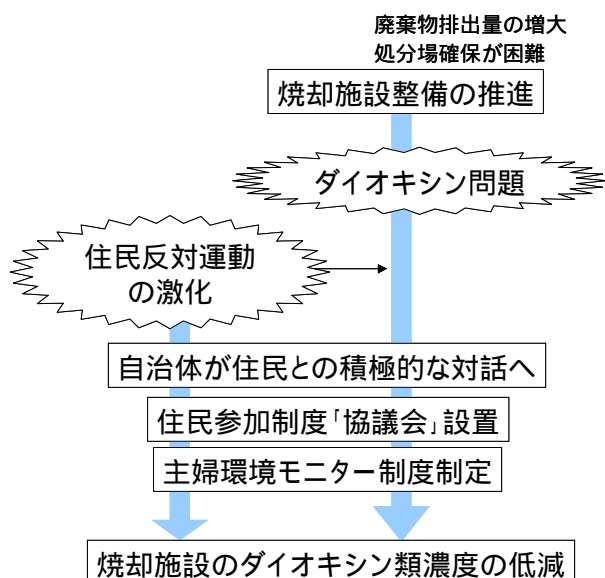 廃棄物排出量の増大
処分場確保が困難
焼却施設整備の推進
ダイオキシン問題
住民反対運動
の激化
自治体が住民との積極的な対話へ
住民参加制度「協議会」設置
主婦環境モニター制度制定
焼却施設のダイオキシン類濃度の低減